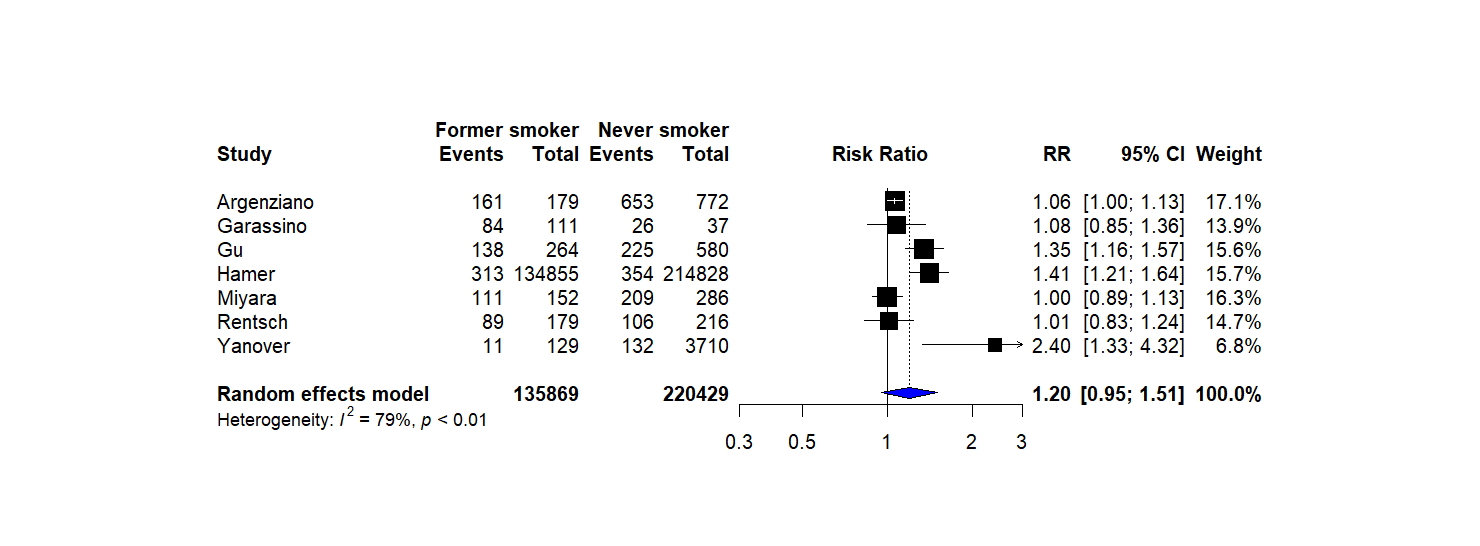 Former smoker Never smoker
Study Events Total Events Total Risk Ratio RR 95% CI Weight
Argenziano 161 179 653 772 1.06 [1.00; 1.13] 17.1%
Garassino 84 111 26 37 1.08 [0.85; 1.36] 13.9%
Gu 138 264 225 580 1.35 [1.16; 1.57] 15.6%
Hamer 313 134855 354 214828 1.41 [1.21; 1.64] 15.7%
Miyara 111 152 209 286 1.00 [0.89; 1.13] 16.3%
Rentsch 89 179 106 216 1.01 [0.83; 1.24] 14.7%
Yanover 11 129 132 3710 2.40 [1.33; 4.32] 6.8%
Random effects model 135869 220429 1.20 [0.95; 1.51] 100.0%
Heterogeneity: I² = 79%, p < 0.01
0.3 0.5 1 2 3